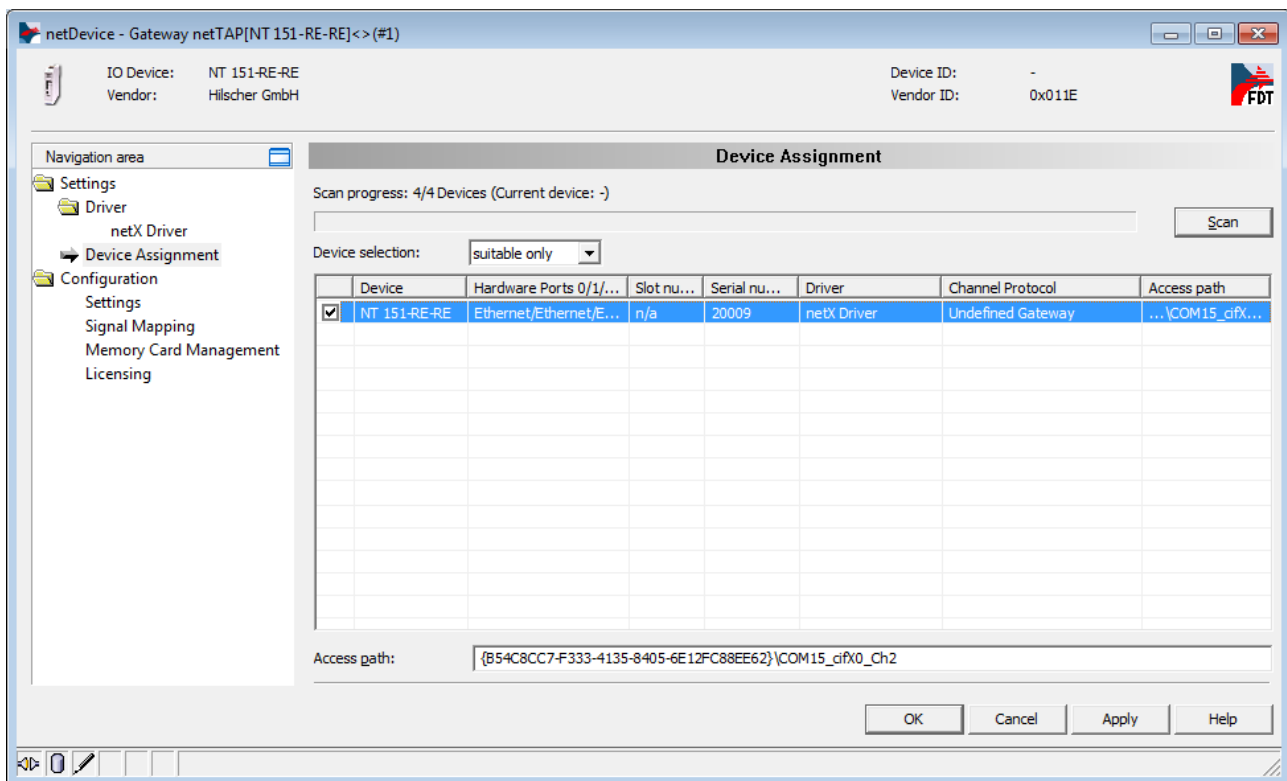 netDevice - Gateway netTAP[NT 151-RE-RE]<>(#1)
IO Device: NT 151-RE-RE Device ID: -
Vendor: Hilscher GmbH Vendor ID: 0x011E
FDT
Navigation area
Settings
Driver
netX Driver
Device Assignment
Configuration
Settings
Signal Mapping
Memory Card Management
Licensing
Device Assignment
Scan progress: 4/4 Devices (Current device: -)
Scan
Device selection: suitable only
Device Hardware Ports 0/1/... Slot nu... Serial nu... Driver Channel Protocol Access path
NT 151-RE-RE Ethernet/Ethernet/E... n/a 20009 netX Driver Undefined Gateway ...\COM15_cifX...
Access path: {B54C8CC7-F333-4135-8405-6E12FC88EE62}\COM15_cifX0_Ch2
OK Cancel Apply Help